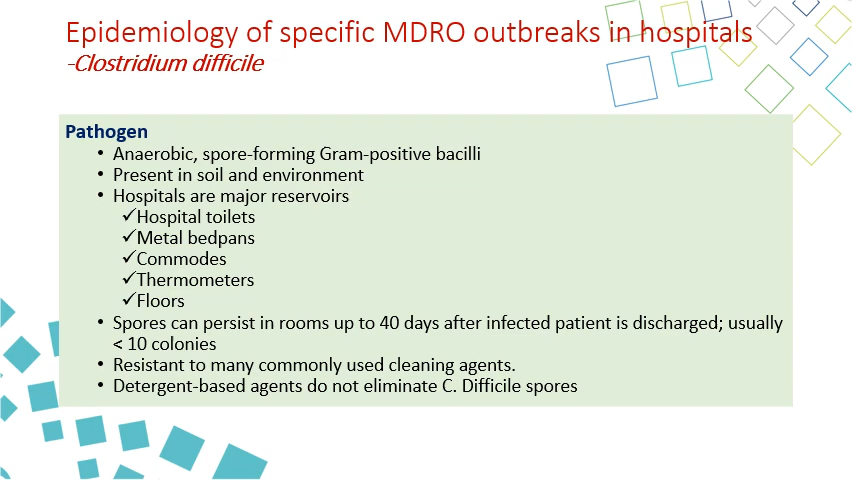 Epidemiology of specific MDRO outbreaks in hospitals
-Clostridium difficile
Pathogen
• Anaerobic, spore-forming Gram-positive bacilli
• Present in soil and environment
• Hospitals are major reservoirs
✓Hospital toilets
✓Metal bedpans
✓Commodes
✓Thermometers
✓Floors
• Spores can persist in rooms up to 40 days after infected patient is discharged; usually
< 10 colonies
• Resistant to many commonly used cleaning agents.
• Detergent-based agents do not eliminate C. Difficile spores